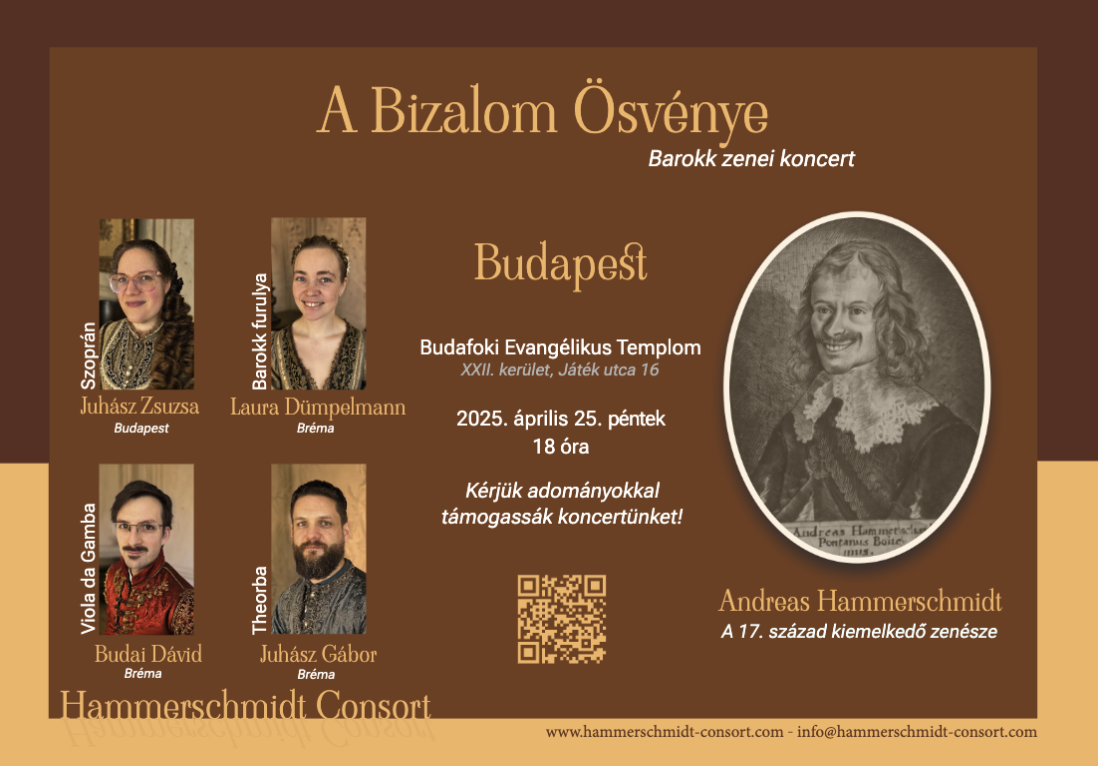 A Bizalom Ösvénye
Barokk zenei koncert
Szoprán
Juhász Zsuzsa
Budapest
Barokk furulya
Laura Dümpelmann
Bréma
Viola da Gamba
Budai Dávid
Bréma
Theorba
Juhász Gábor
Bréma
Hammerschmidt Consort
Budapest
Budafoki Evangélikus Templom
XXII. kerület, Játék utca 16
2025. április 25. péntek
18 óra
Kérjük adományokkal
támogassák koncertünket!
Andreas
Pontanus
Andreas Hammerschmidt
A 17. század kiemelkedő zenésze
www.hammerschmidt-consort.com - info@hammerschmidt-consort.com